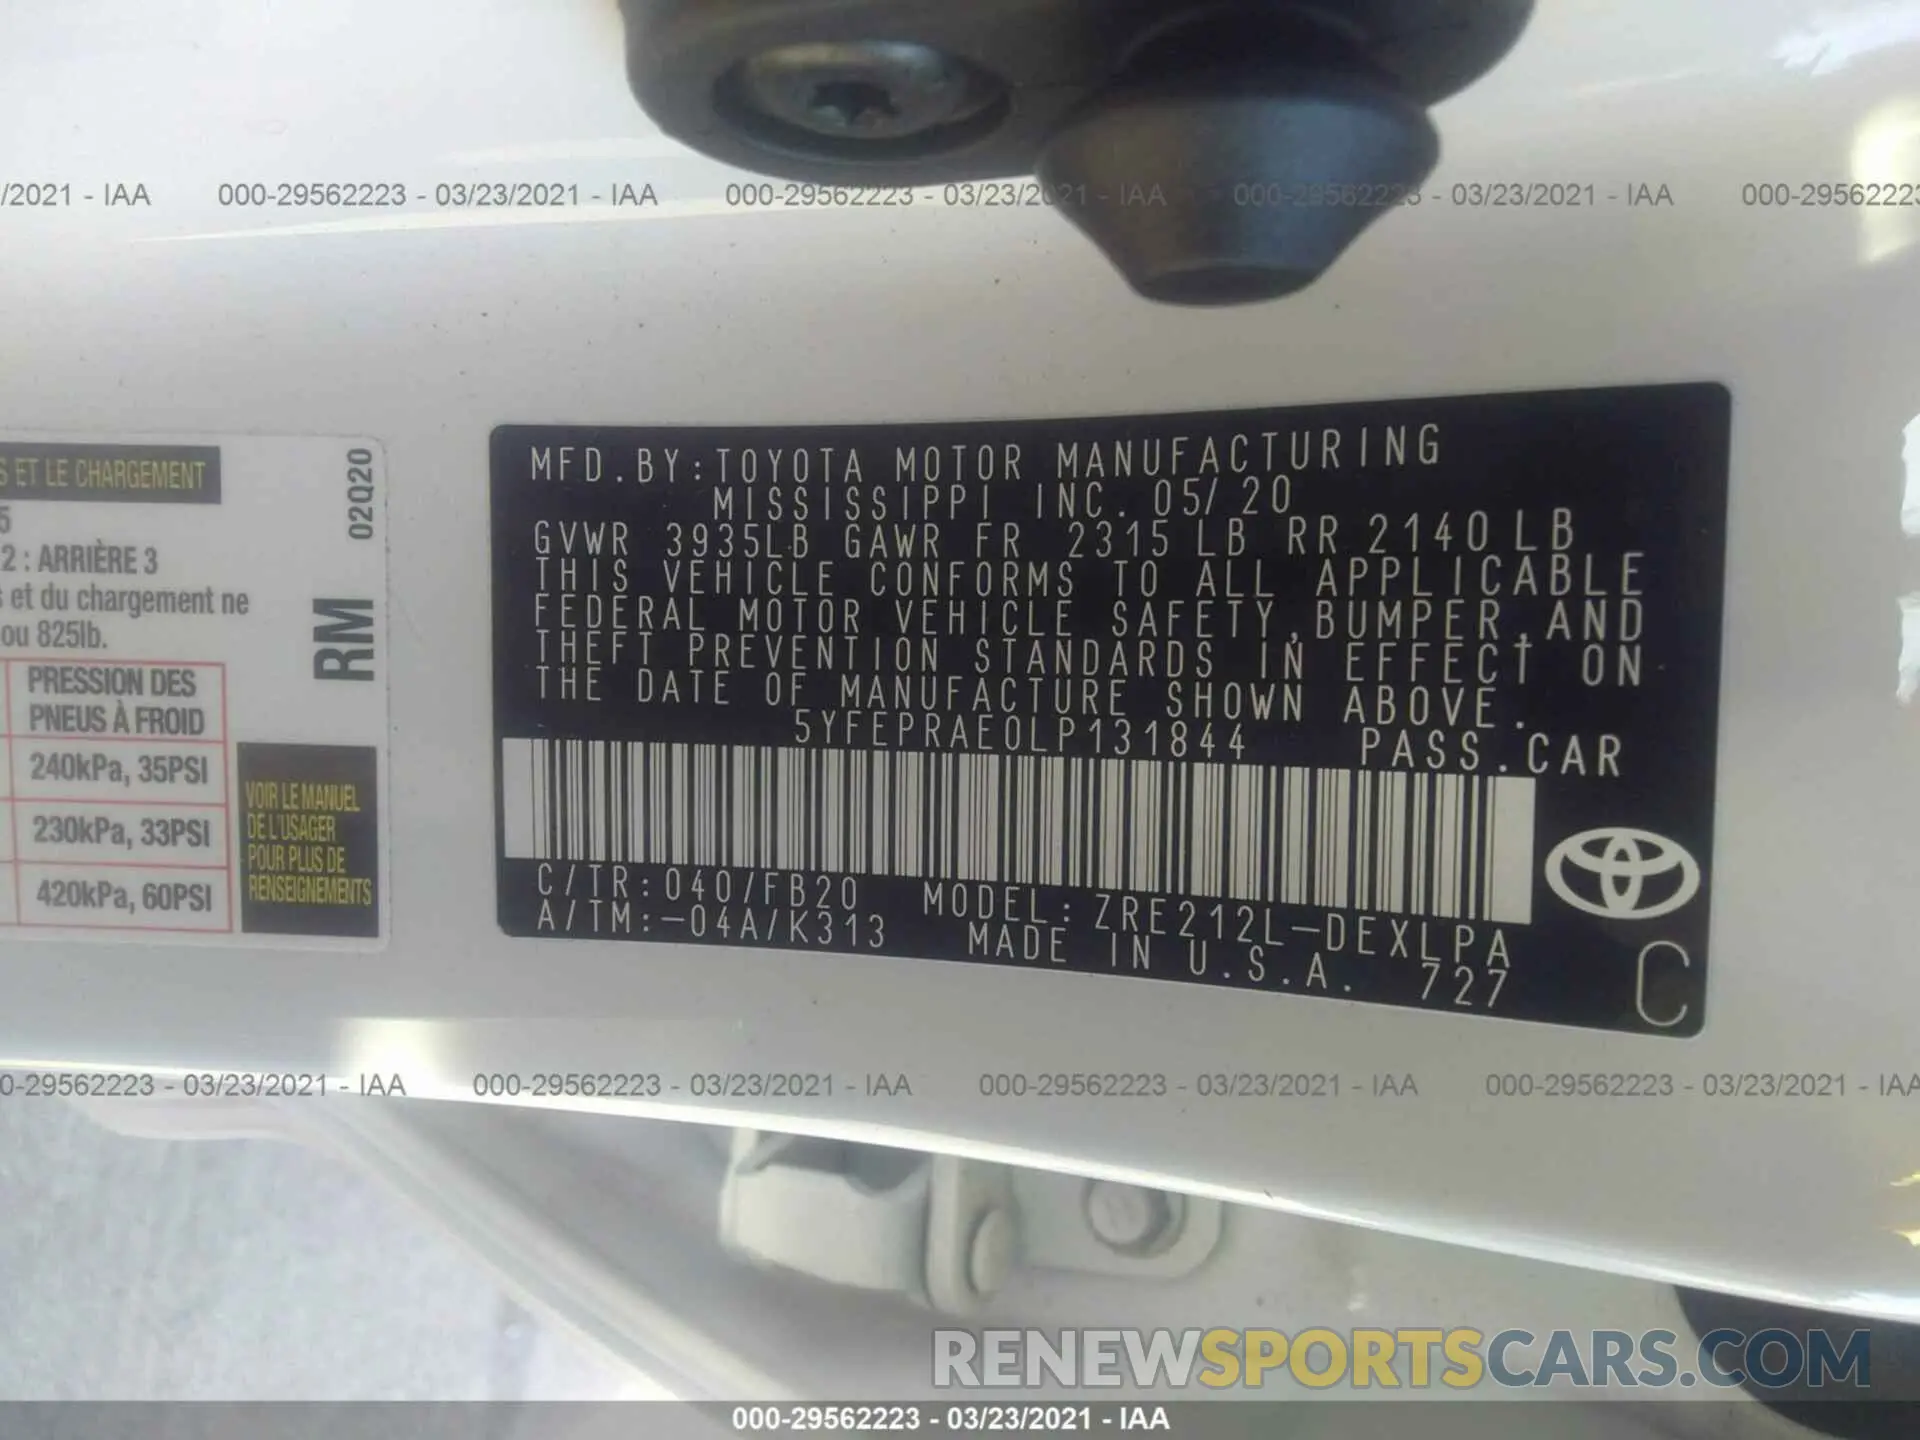 /2021 - IAA 000-29562223 - 03/23/2021 - IAA 000-29562223 - 03/23/2021 - IAA 000-29562223 - 03/23/2021 - IAA 000-29562223
S ET LE CHARGEMENT
02Q20
5
2 : ARRIÈRE 3
s et du chargement ne
ou 825lb.
RM
PRESSION DES
PNEUS À FROID
240kPa, 35PSI
230kPa, 33PSI
420kPa, 60PSI
VOIR LE MANUEL
DE L'USAGER
POUR PLUS DE
RENSEIGNEMENTS
MFD.BY:TOYOTA MOTOR MANUFACTURING
MISSISSIPPI INC. 05/20
GVWR 3935LB GAWR FR 2315LB RR 2140LB
THIS VEHICLE CONFORMS TO ALL APPLICABLE
FEDERAL MOTOR VEHICLE SAFETY,BUMPER,AND
THEFT PREVENTION STANDARDS IN EFFECT ON
THE DATE OF MANUFACTURE SHOWN ABOVE.
5YFEPRAE0LP131844 PASS.CAR
C/TR:040/FB20 MODEL:ZRE212L-DEXLPA
A/TM:-04A/K313 MADE IN U.S.A. 727
C
0-29562223 - 03/23/2021 - IAA 000-29562223 - 03/23/2021 - IAA 000-29562223 - 03/23/2021 - IAA 000-29562223 - 03/23/2021 - IAA
RENEWSPORTSCARS.COM
000-29562223 - 03/23/2021 - IAA